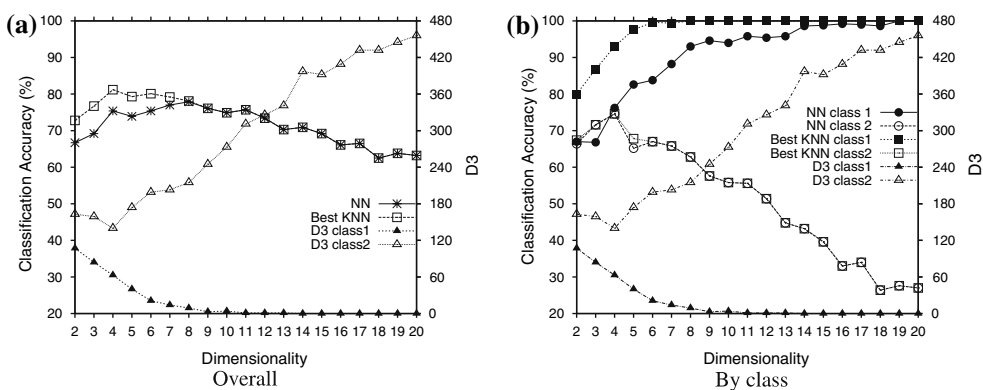 (a)
100
90
80
70
60
50
40
30
20
Classification Accuracy (%)
480
420
360
300
240
180
120
60
0
D3
NN
Best KNN
D3 class1
D3 class2
2 3 4 5 6 7 8 9 10 11 12 13 14 15 16 17 18 19 20
Dimensionality
Overall
(b)
100
90
80
70
60
50
40
30
20
Classification Accuracy (%)
480
420
360
300
240
180
120
60
0
D3
NN class 1
NN class 2
Best KNN class1
Best KNN class2
D3 class1
D3 class2
2 3 4 5 6 7 8 9 10 11 12 13 14 15 16 17 18 19 20
Dimensionality
By class